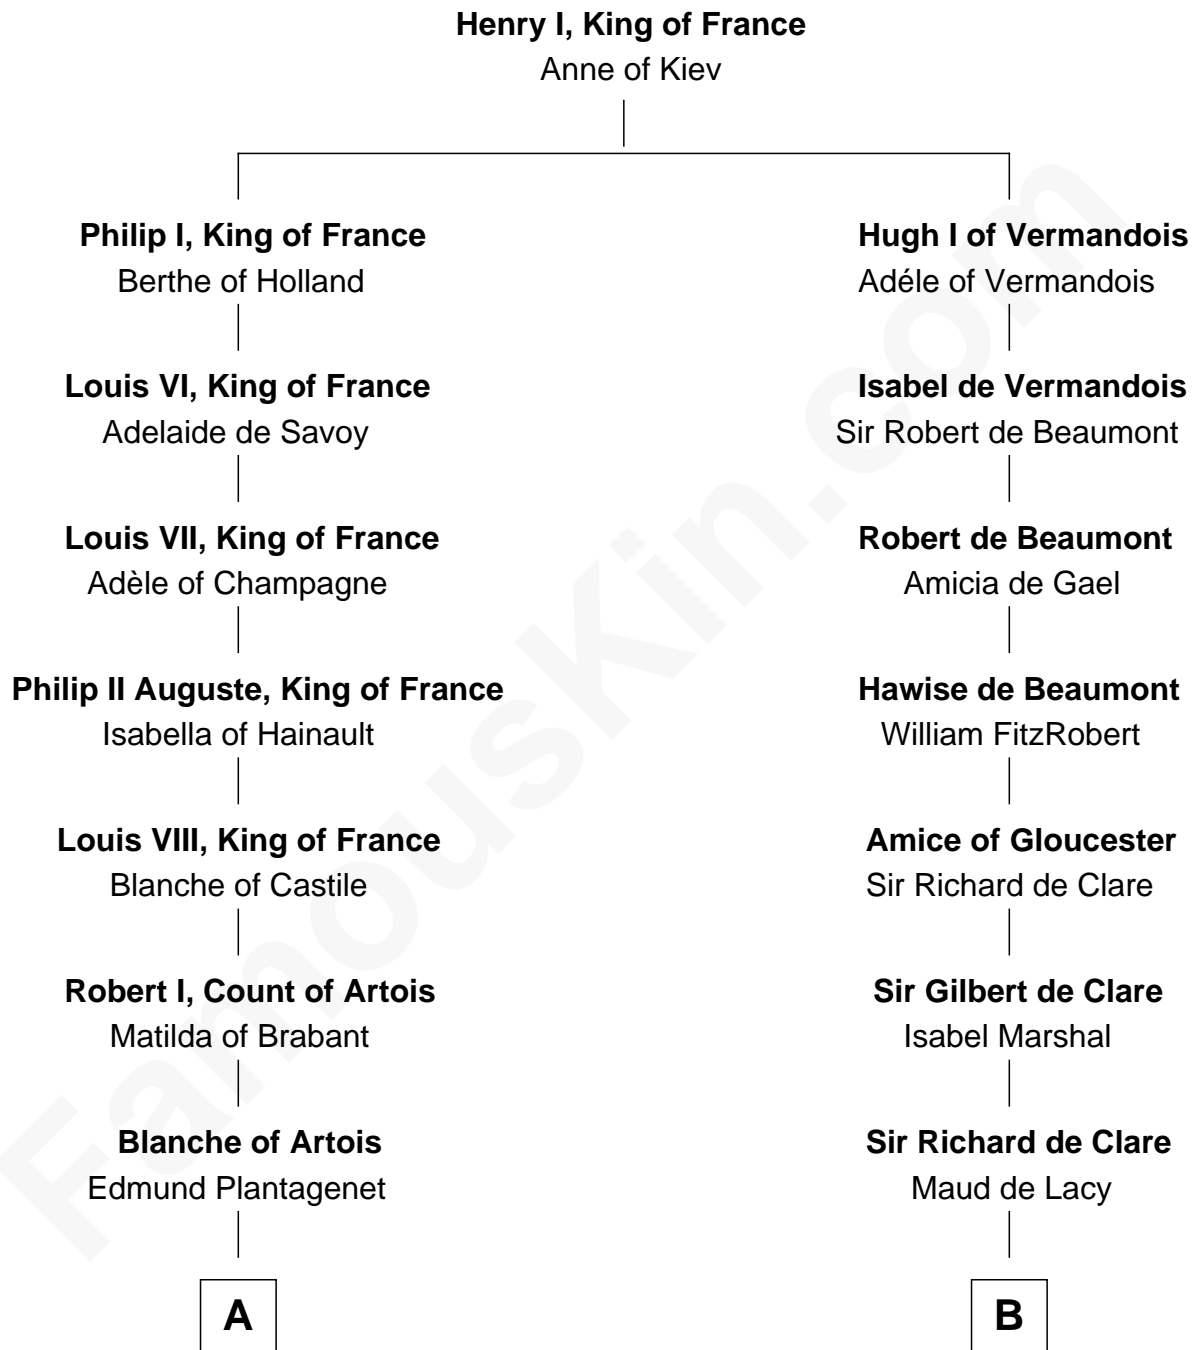 Henry I, King of France
Anne of Kiev
Philip I, King of France
Berthe of Holland
Louis VI, King of France
Adelaide de Savoy
Louis VII, King of France
Adèle of Champagne
Philip II Auguste, King of France
Isabella of Hainault
Louis VIII, King of France
Blanche of Castile
Robert I, Count of Artois
Matilda of Brabant
Blanche of Artois
Edmund Plantagenet
A
Hugh I of Vermandois
Adéle of Vermandois
Isabel de Vermandois
Sir Robert de Beaumont
Robert de Beaumont
Amicia de Gael
Hawise de Beaumont
William FitzRobert
Amice of Gloucester
Sir Richard de Clare
Sir Gilbert de Clare
Isabel Marshal
Sir Richard de Clare
Maud de Lacy
B
FamousKin.com